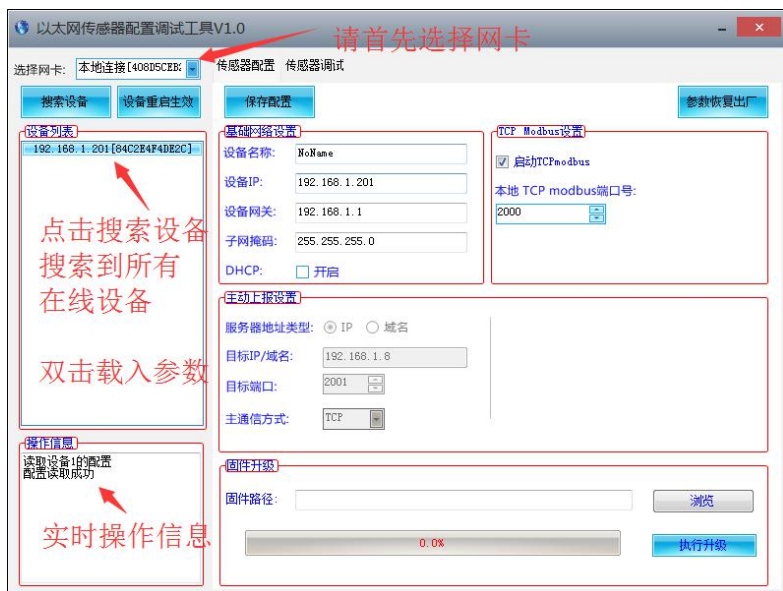 以太网传感器配置调试工具V1.0
请首先选择网卡
选择网卡:
本地连接[408D5CEB:
传感器配置 传感器调试
搜索设备 设备重启生效
保存配置
参数恢复出厂
设备列表
192.168.1.201[84C2E4F4DE2C]
点击搜索设备
搜索到所有
在线设备
双击载入参数
操作信息
读取设备1的配置
配置读取成功
实时操作信息
基础网络设置
设备名称: NoName
设备IP: 192.168.1.201
设备网关: 192.168.1.1
子网掩码: 255.255.255.0
DHCP: 开启
TCP Modbus设置
启动TCPmodbus
本地 TCP modbus端口号:
2000
主动上报设置
服务器地址类型: IP 域名
目标IP/域名: 192.168.1.8
目标端口: 2001
主通信方式: TCP
固件升级
固件路径:
浏览
0.0%
执行升级